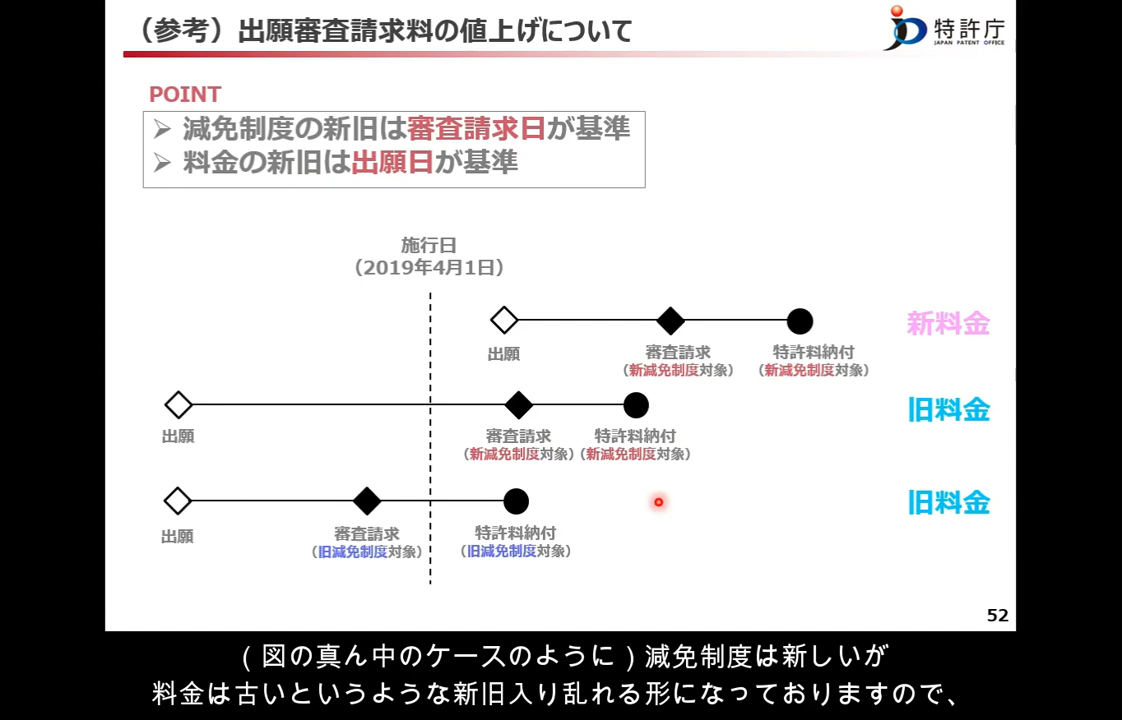 （参考）出願審査請求料の値上げについて
特許庁
JAPAN PATENT OFFICE
POINT
➢ 減免制度の新旧は審査請求日が基準
➢ 料金の新旧は出願日が基準
施行日
（2019年4月1日）
出願
審査請求
（新減免制度対象）
特許料納付
（新減免制度対象）
新料金
出願
審査請求
（新減免制度対象）
特許料納付
（新減免制度対象）
旧料金
出願
審査請求
（旧減免制度対象）
特許料納付
（旧減免制度対象）
旧料金
52
(図の真ん中のケースのように)減免制度は新しいが
料金は古いというような新旧入り乱れる形になっておりますので、